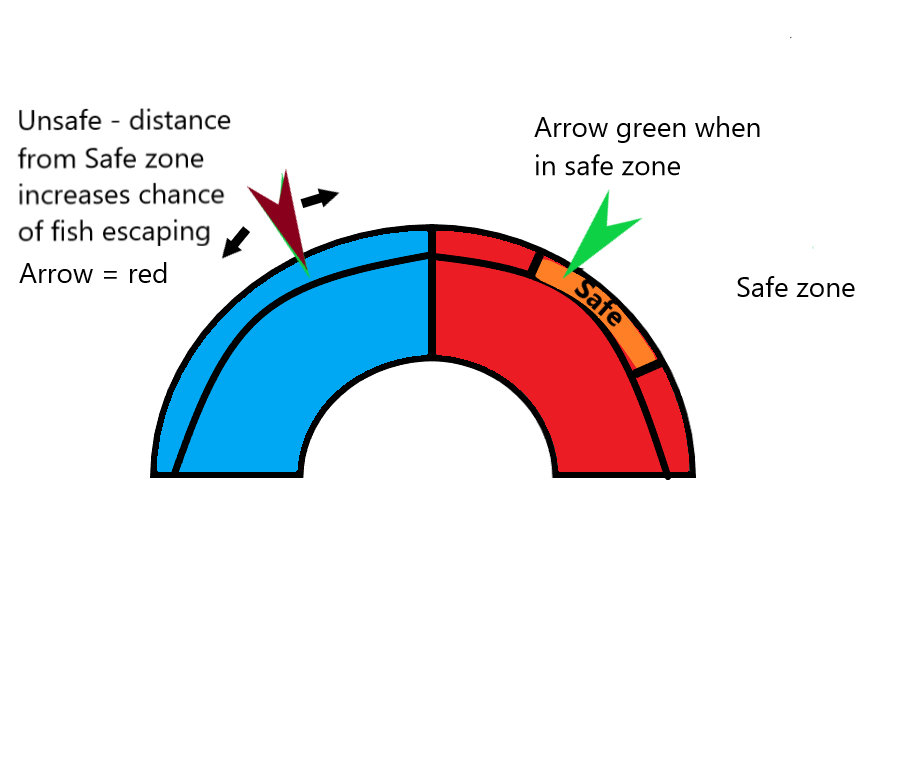 Unsafe - distance
from Safe zone
increases chance
of fish escaping
Arrow = red
Arrow green when
in safe zone
Safe
Safe zone